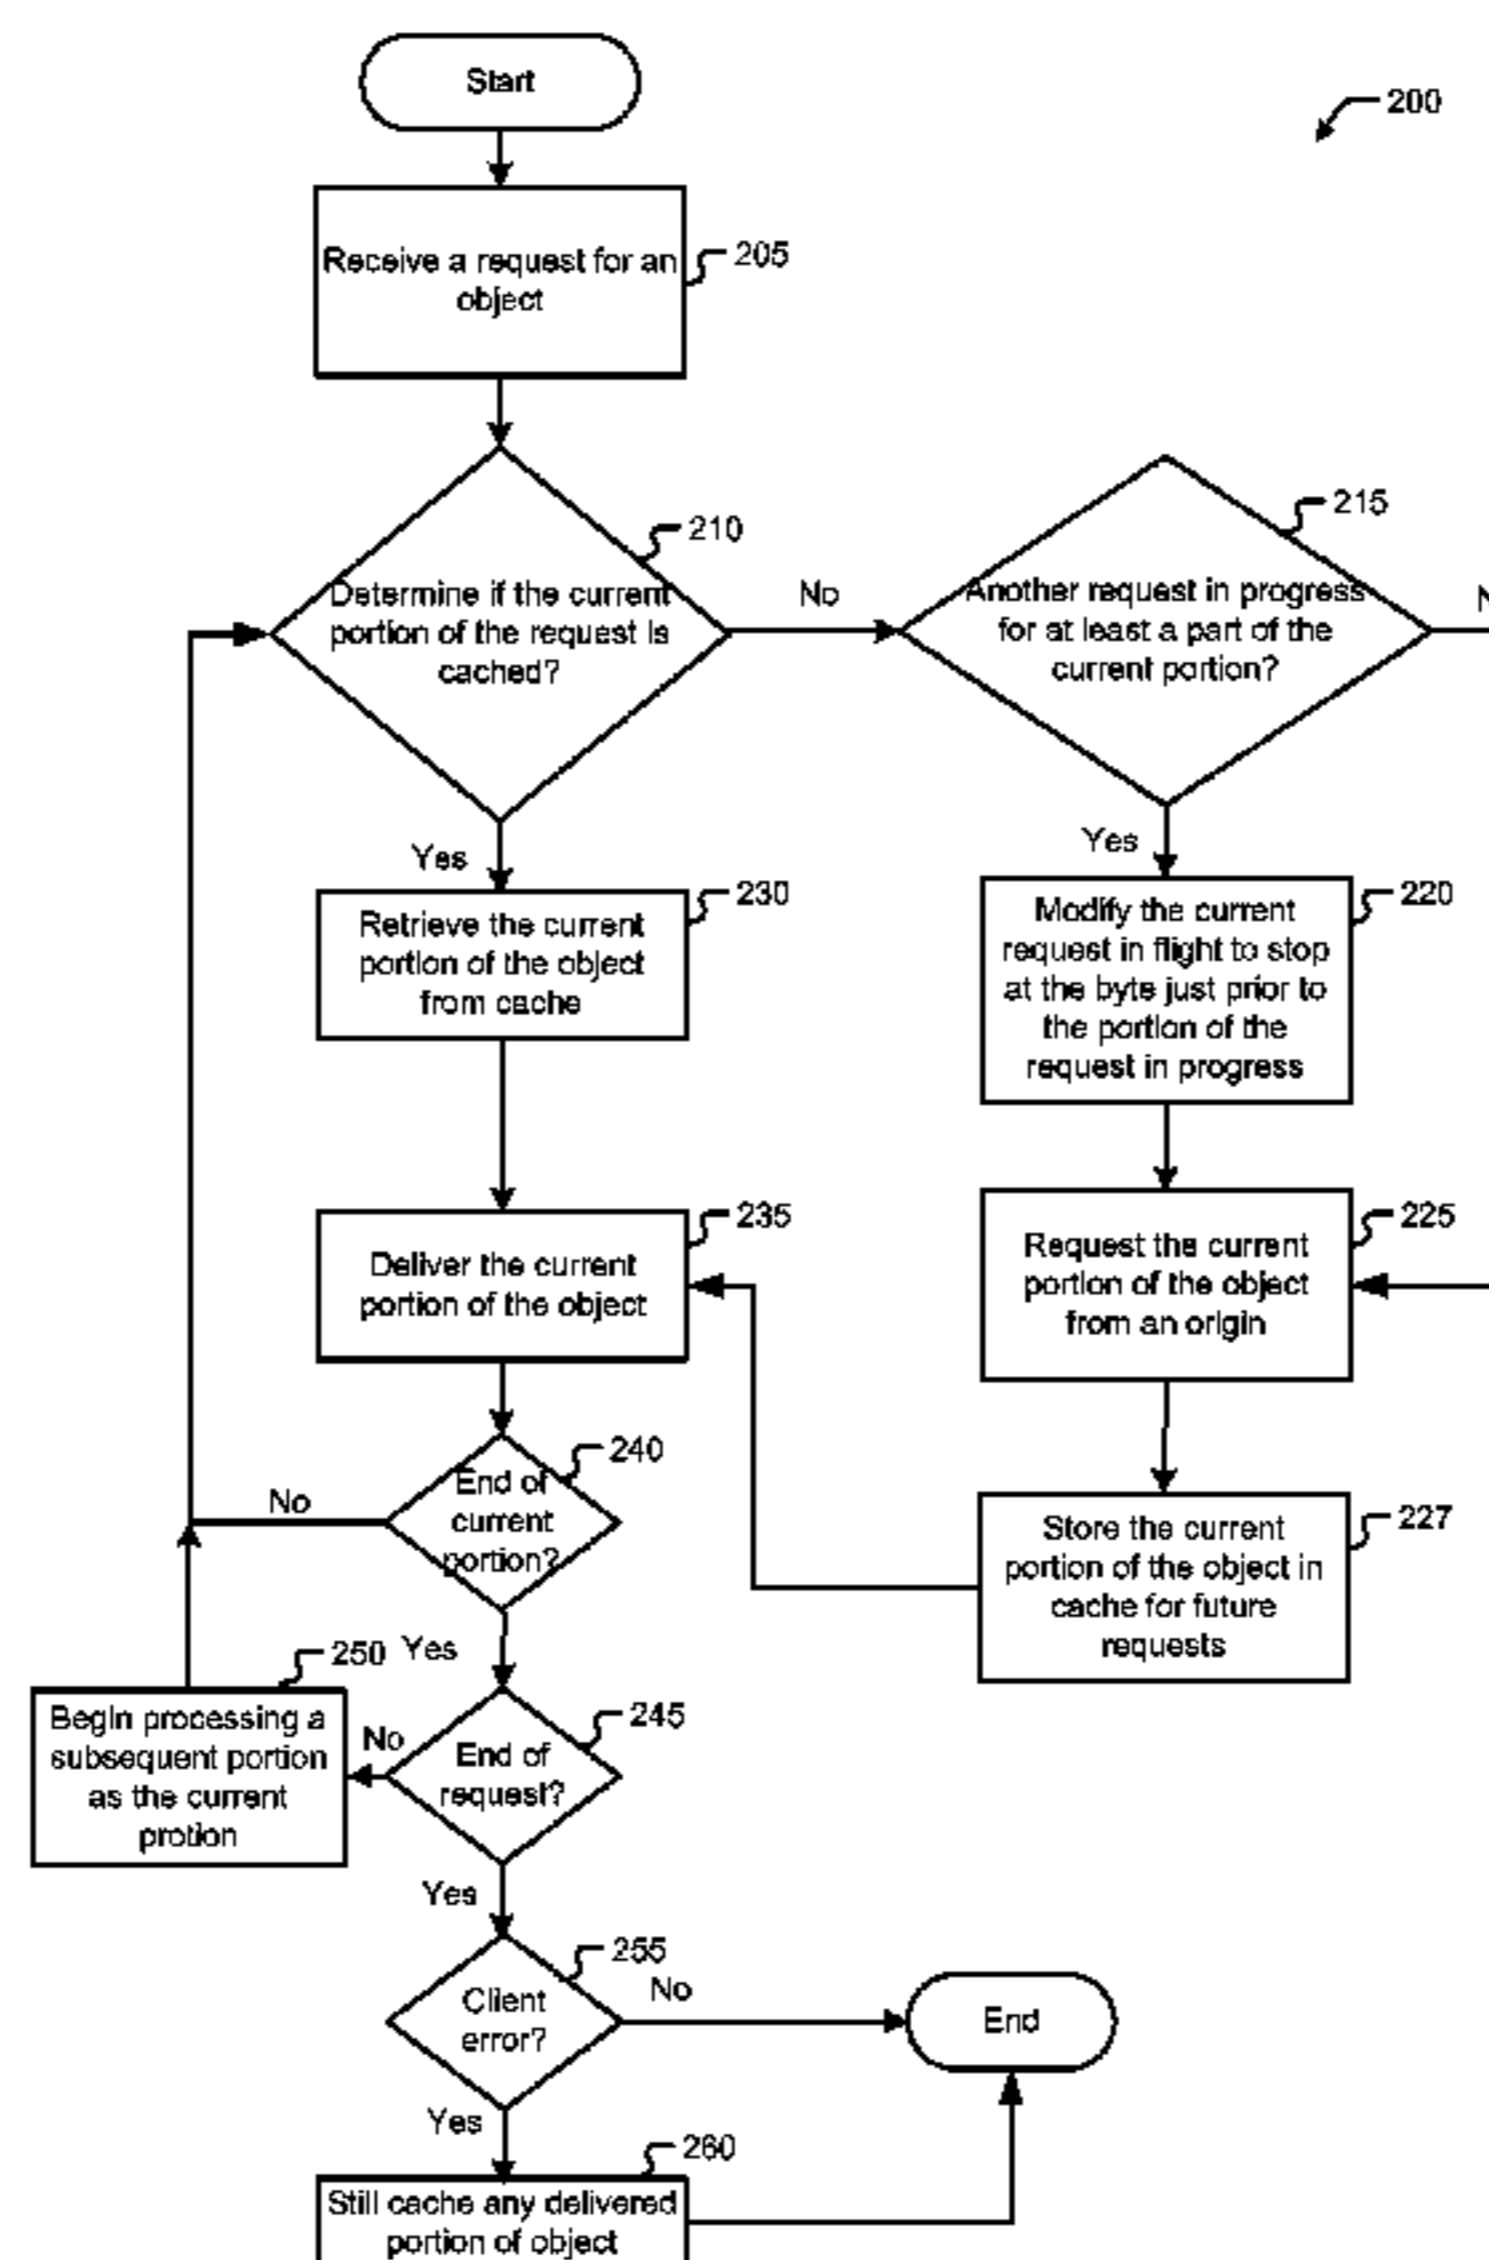 Start
200
Receive a request for an
object
205
210
Determine if the current
portion of the request is
cached?
No
215
Another request in progress
for at least a part of the
current portion?
Yes
Yes
230
Retrieve the current
portion of the object
from cache
220
Modify the current
request in flight to stop
at the byte just prior to
the portion of the
request in progress
235
Deliver the current
portion of the object
225
Request the current
portion of the object
from an origin
240
End of
current
portion?
No
227
Store the current
portion of the object in
cache for future
requests
Yes
250
Begin processing a
subsequent portion
as the current
protion
No
245
End of
request?
Yes
255
Client
error?
No
End
Yes
260
Still cache any delivered
portion of object